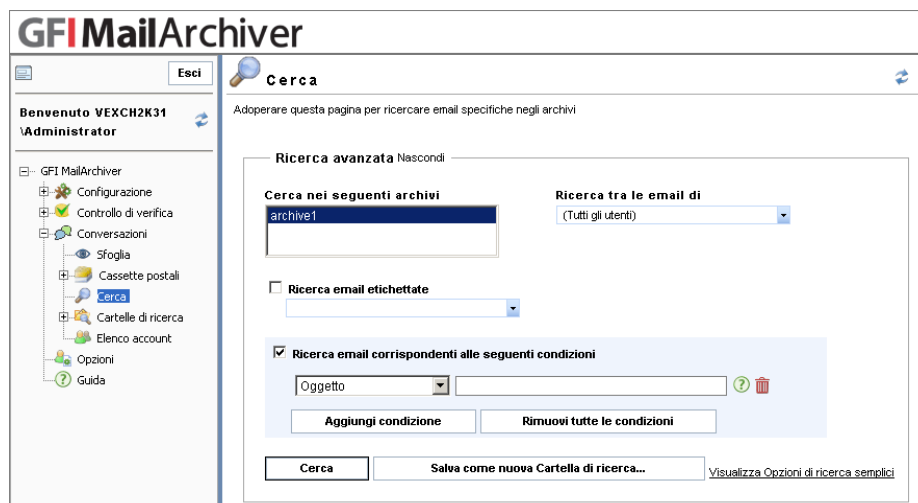 GFI MailArchiver
Esci
Benvenuto VEXCH2K31
\Administrator
GFI MailArchiver
Configurazione
Controllo di verifica
Conversazioni
Sfoglia
Cassette postali
Cerca
Cartelle di ricerca
Elenco account
Opzioni
Guida
Cerca
Adoperare questa pagina per ricercare email specifiche negli archivi
Ricerca avanzata Nascondi
Cerca nei seguenti archivi
archive1
Ricerca tra le email di
(Tutti gli utenti)
Ricerca email etichettate
Ricerca email corrispondenti alle seguenti condizioni
Oggetto
Aggiungi condizione
Rimuovi tutte le condizioni
Cerca
Salva come nuova Cartella di ricerca...
Visualizza Opzioni di ricerca semplici